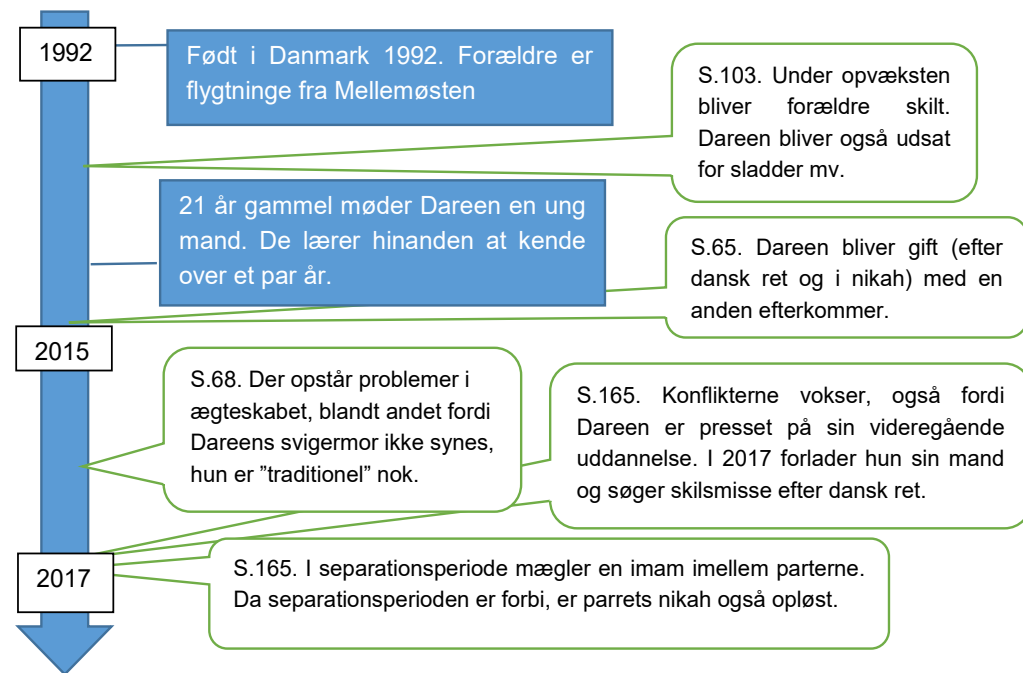 1992
Født i Danmark 1992. Forældre er
flygtninge fra Mellemøsten
S.103. Under opvæksten
bliver forældre skilt.
Dareen bliver også udsat
for sladder mv.
21 år gammel møder Dareen en ung
mand. De lærer hinanden at kende
over et par år.
S.65. Dareen bliver gift (efter
dansk ret og i nikah) med en
anden efterkommer.
2015
S.68. Der opstår problemer i
ægteskabet, blandt andet fordi
Dareens svigermor ikke synes,
hun er ”traditionel” nok.
S.165. Konflikterne vokser, også fordi
Dareen er presset på sin videregående
uddannelse. I 2017 forlader hun sin mand
og søger skilsmisse efter dansk ret.
2017
S.165. I separationsperiode mægler en imam imellem parterne.
Da separationsperioden er forbi, er parrets nikah også opløst.